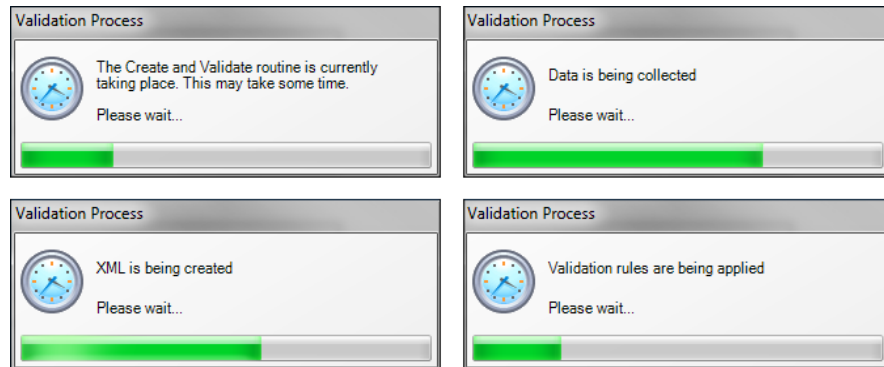 Validation Process
The Create and Validate routine is currently
taking place. This may take some time.
Please wait...
Validation Process
Data is being collected
Please wait...
Validation Process
XML is being created
Please wait...
Validation Process
Validation rules are being applied
Please wait...